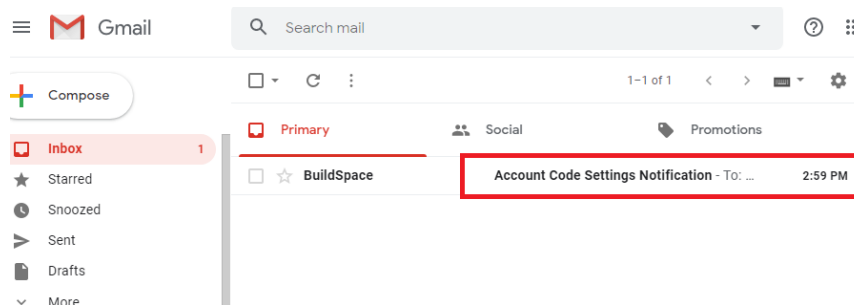 Gmail
Search mail
Compose
1–1 of 1
Inbox 1
Primary
Social
Promotions
Starred
BuildSpace
Account Code Settings Notification - To: ...
2:59 PM
Snoozed
Sent
Drafts
More